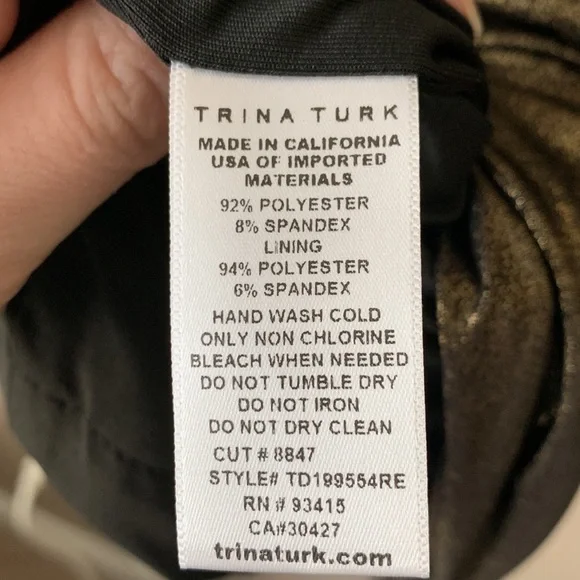 TRINA TURK
MADE IN CALIFORNIA
USA OF IMPORTED
MATERIALS
92% POLYESTER
8% SPANDEX
LINING
94% POLYESTER
6% SPANDEX
HAND WASH COLD
ONLY NON CHLORINE
BLEACH WHEN NEEDED
DO NOT TUMBLE DRY
DO NOT IRON
DO NOT DRY CLEAN
CUT # 8847
STYLE# TD199554RE
RN # 93415
CA#30427
trinaturk.com